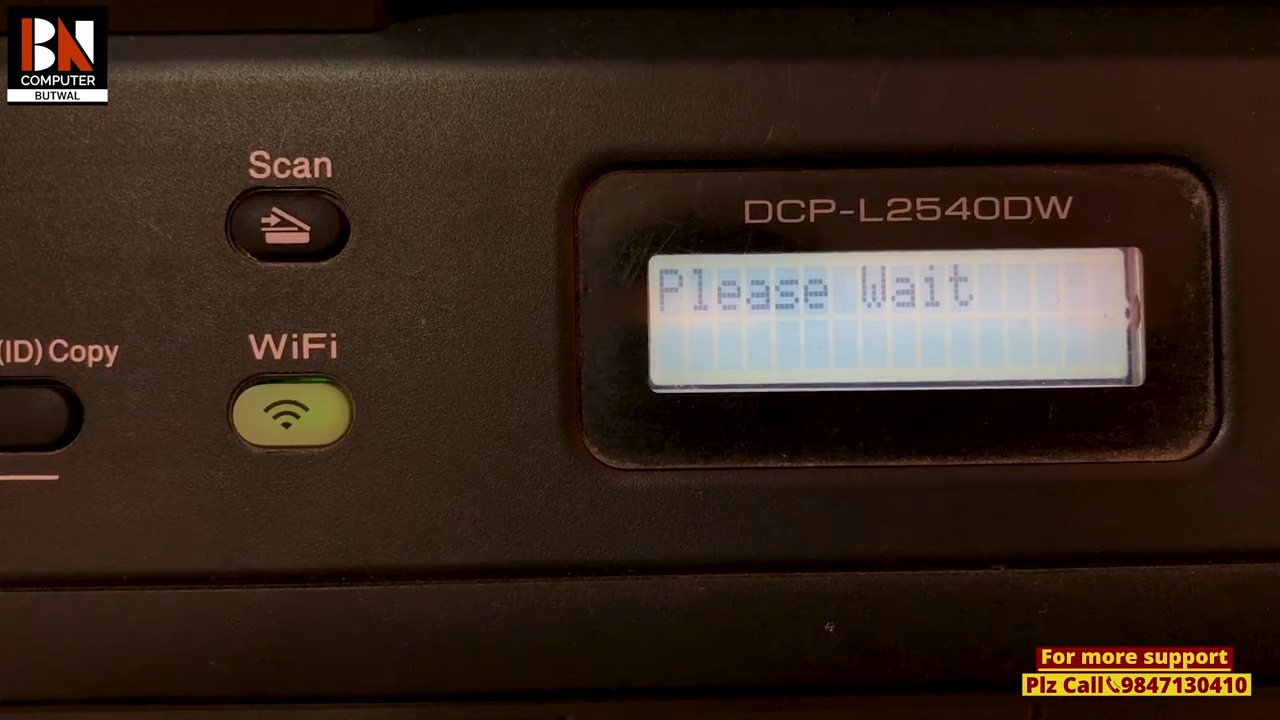 BN
COMPUTER
BUTWAL
Scan
DCP-L2540DW
Please Wait
WiFi
(ID) Copy
For more support
Plz Call 9847130410